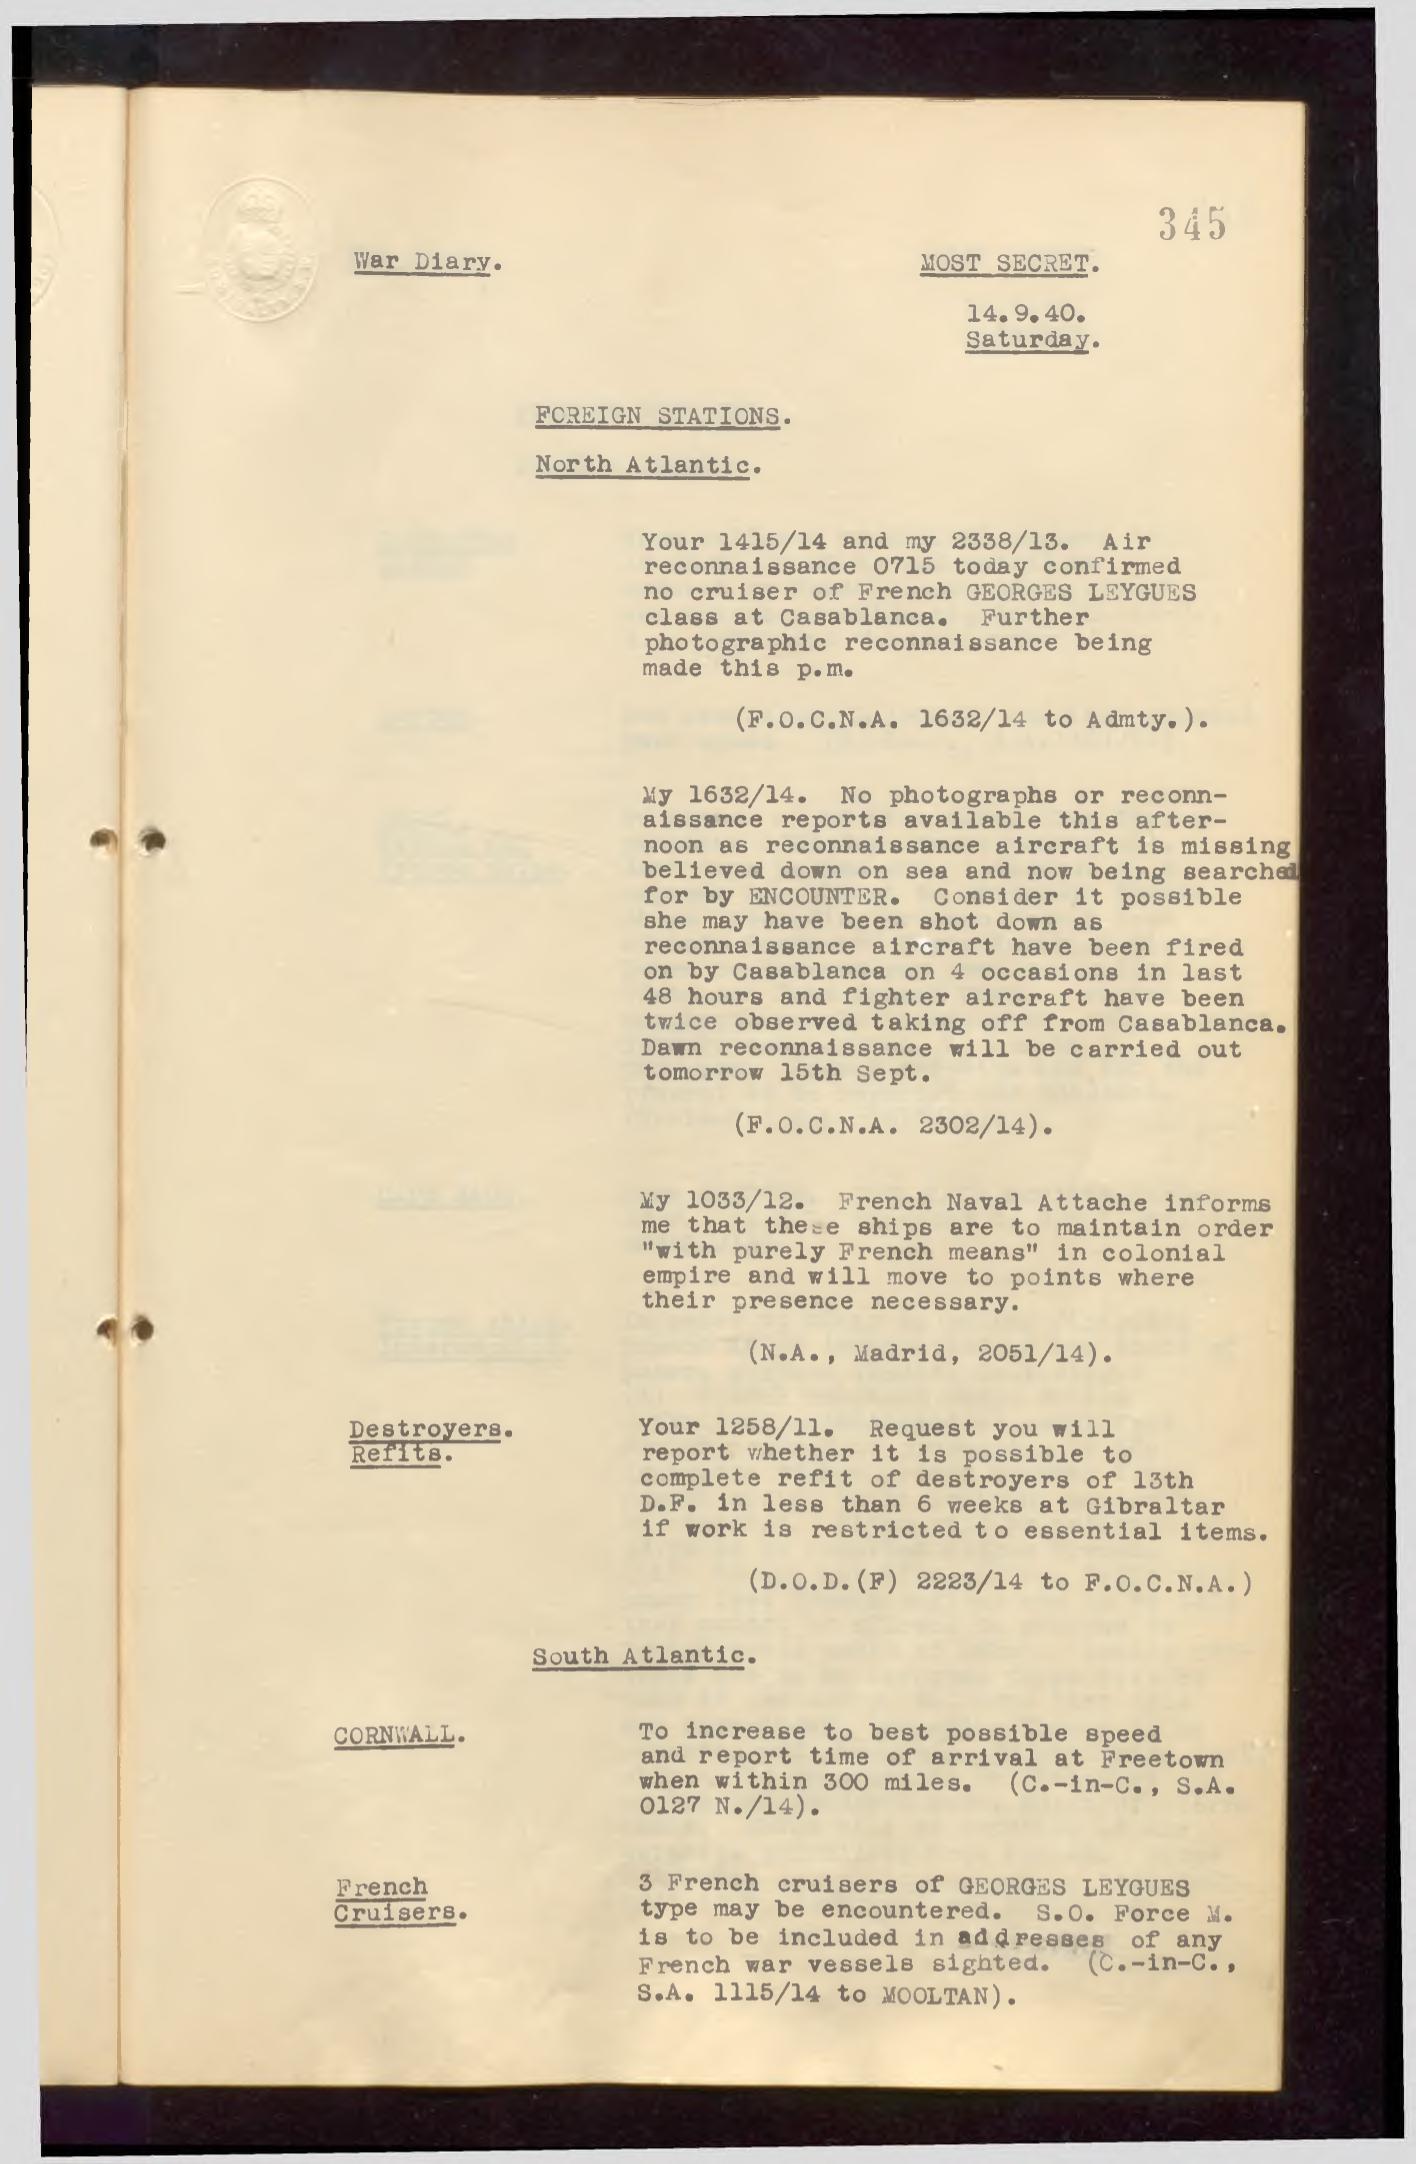 345
War Diary.
MOST SECRET.
14.9.40.
Saturday.
FOREIGN STATIONS.
North Atlantic.
Your 1415/14 and my 2338/13. Air
reconnaissance 0715 today confirmed
no cruiser of French GEORGES LEYGUES
class at Casablanca. Further
photographic reconnaissance being
made this p.m.
(F.O.C.N.A. 1632/14 to Admty.).
My 1632/14. No photographs or reconn-
aissance reports available this after-
noon as reconnaissance aircraft is missing
believed down on sea and now being searched
for by ENCOUNTER. Consider it possible
she may have been shot down as
reconnaissance aircraft have been fired
on by Casablanca on 4 occasions in last
48 hours and fighter aircraft have been
twice observed taking off from Casablanca.
Dawn reconnaissance will be carried out
tomorrow 15th Sept.
(F.O.C.N.A. 2302/14).
My 1033/12. French Naval Attache informs
me that these ships are to maintain order
"with purely French means" in colonial
empire and will move to points where
their presence necessary.
(N.A., Madrid, 2051/14).
Destroyers.
Refits.
Your 1258/11. Request you will
report whether it is possible to
complete refit of destroyers of 13th
D.F. in less than 6 weeks at Gibraltar
if work is restricted to essential items.
(D.O.D.(F) 2223/14 to F.O.C.N.A.)
South Atlantic.
CORNWALL.
To increase to best possible speed
and report time of arrival at Freetown
when within 300 miles. (C.-in-C., S.A.
0127 N./14).
French
Cruisers.
3 French cruisers of GEORGES LEYGUES
type may be encountered. S.O. Force M.
is to be included in addresses of any
French war vessels sighted. (C.-in-C.,
S.A. 1115/14 to MOOLTAN).